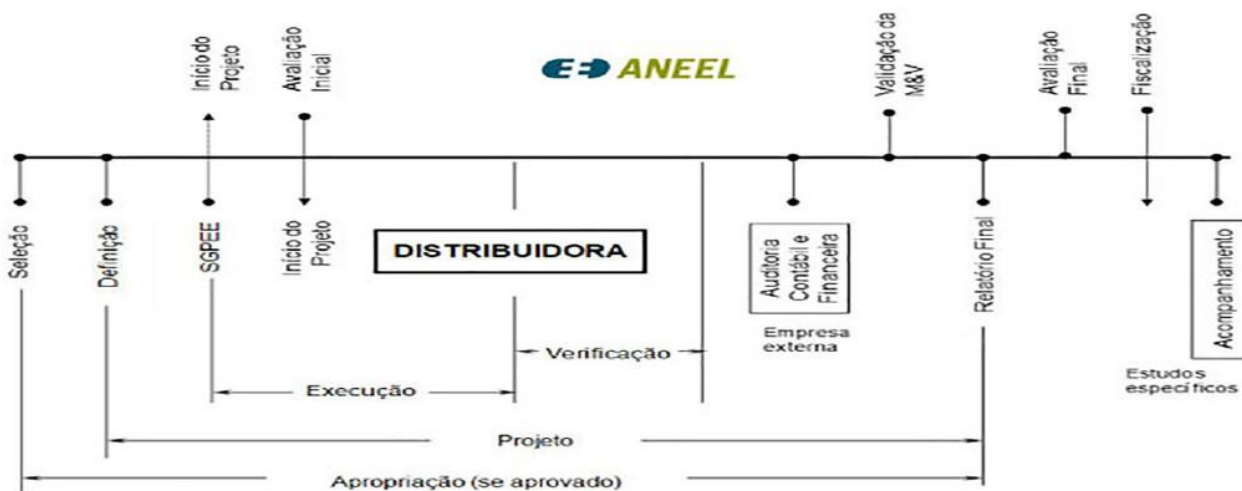 Início do
Projeto
Avaliação
Inicial
ANEEL
Validação da
M&V
Avaliação
Final
Fiscalização
Seleção
Definição
SGPEE
Início do
Projeto
DISTRIBUIDORA
Auditoria
Contábil e
Financeira
Empresa
externa
Relatório Final
Acompanhamento
Estudos
específicos
Verificação
Execução
Projeto
Apropriação (se aprovado)